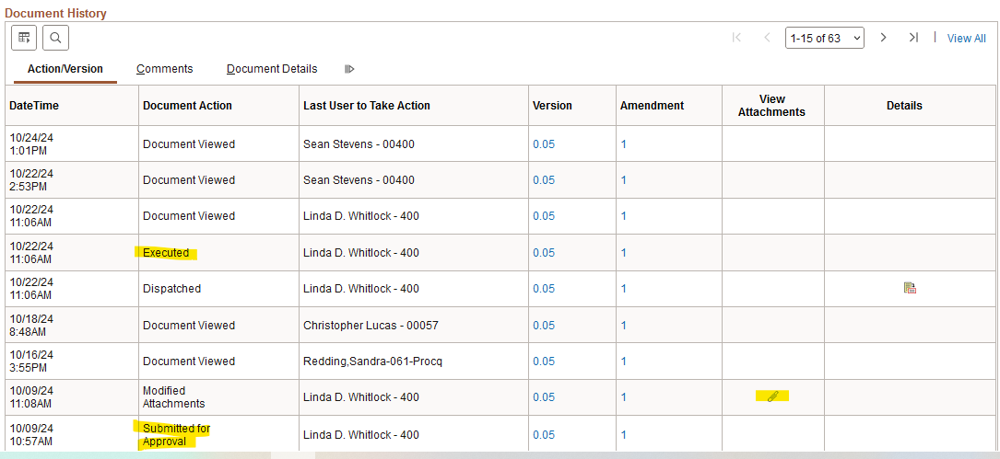 Document History
1-15 of 63
View All
Action/Version Comments Document Details
DateTime Document Action Last User to Take Action Version Amendment View Attachments Details
10/24/24 1:01PM Document Viewed Sean Stevens - 00400 0.05 1
10/22/24 2:53PM Document Viewed Sean Stevens - 00400 0.05 1
10/22/24 11:06AM Document Viewed Linda D. Whitlock - 400 0.05 1
10/22/24 11:06AM Executed Linda D. Whitlock - 400 0.05 1
10/22/24 11:06AM Dispatched Linda D. Whitlock - 400 0.05 1
10/18/24 8:48AM Document Viewed Christopher Lucas - 00057 0.05 1
10/16/24 3:55PM Document Viewed Redding,Sandra-061-Procq 0.05 1
10/09/24 11:08AM Modified Attachments Linda D. Whitlock - 400 0.05 1
10/09/24 10:57AM Submitted for Approval Linda D. Whitlock - 400 0.05 1